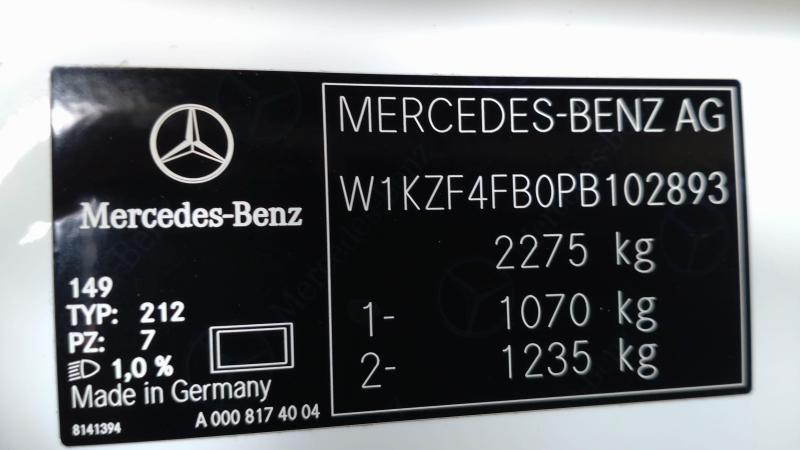 Mercedes-Benz
149
TYP: 212
PZ: 7
1,0 %
Made in Germany
8141394
A 000 817 40 04
MERCEDES-BENZ AG
W1KZF4FB0PB102893
2275 kg
1- 1070 kg
2- 1235 kg